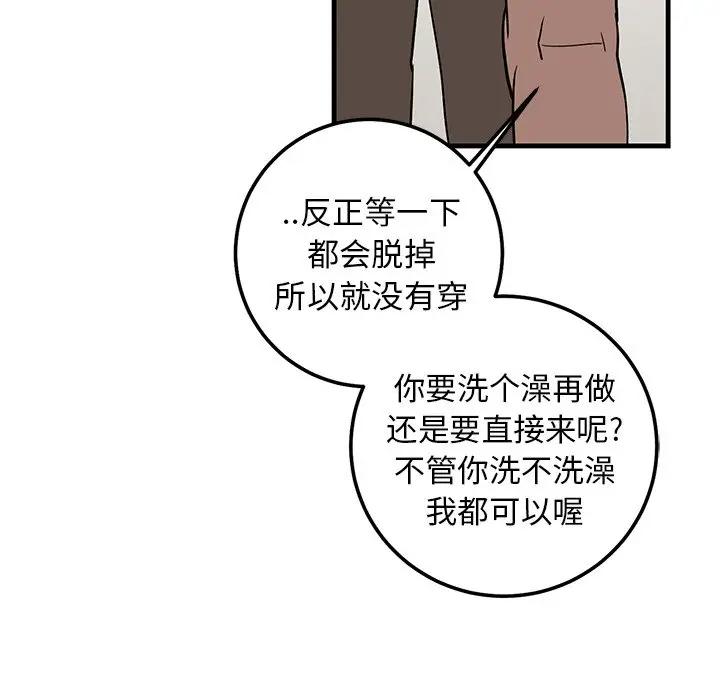 ..反正等一下
都会脱掉
所以就没有穿
你要洗个澡再做
还是要直接来呢?
不管你洗不洗澡
我都可以喔